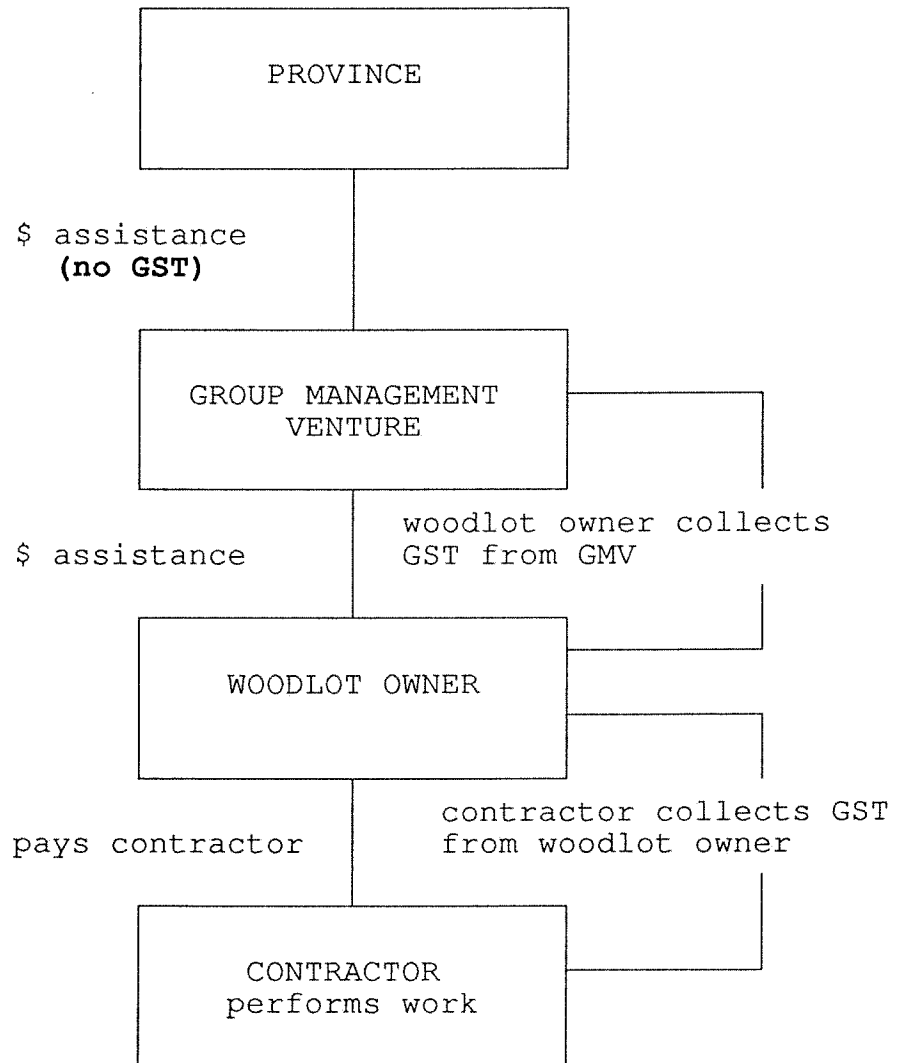 PROVINCE
$ assistance
(no GST)
GROUP MANAGEMENT
VENTURE
woodlot owner collects
GST from GMV
$ assistance
WOODLOT OWNER
contractor collects GST
from woodlot owner
pays contractor
CONTRACTOR
performs work